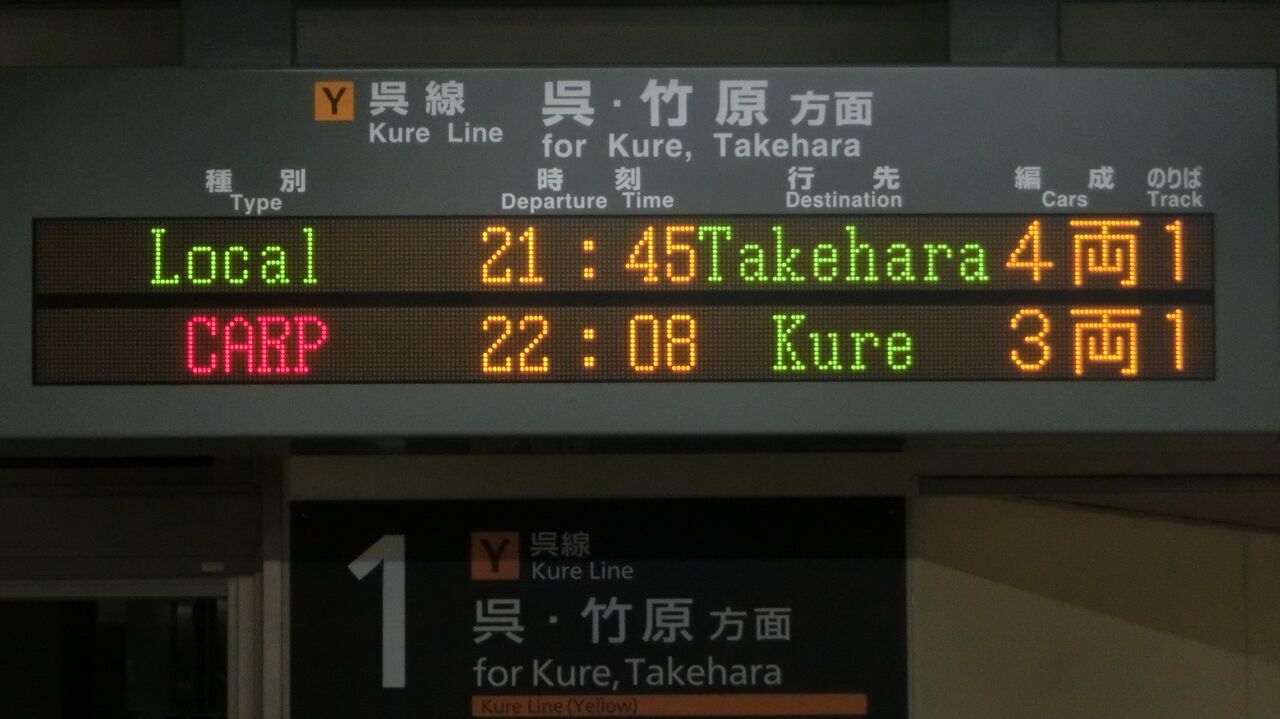 Y 呉線 呉・竹原 方面
Kure Line for Kure, Takehara
種別 時刻 行先 編成 のりば
Type Departure Time Destination Cars Track
Local 21:45 Takehara 4両 1
CARP 22:08 Kure 3両 1
1 Y 呉線
Kure Line
呉・竹原 方面
for Kure, Takehara
Kure Line (Yellow)